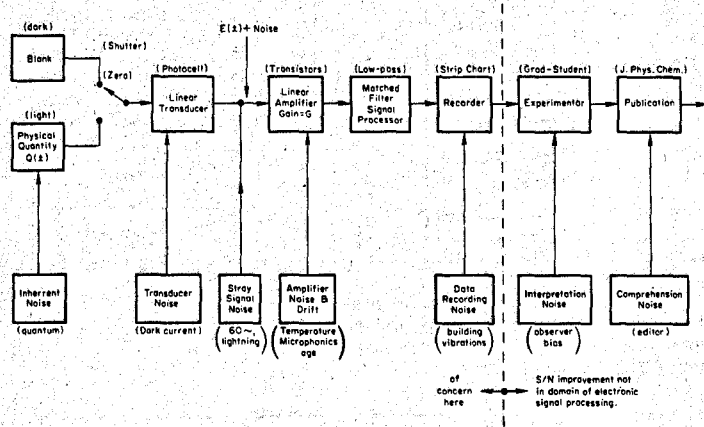 (dark)
Blank
(Shutter)
(Zero)
(light)
Physical
Quantity
Q(±)
(Photocell)
Linear
Transducer
E(±)+ Noise
(Transistors)
Linear
Amplifier
Gain=G
(Low-pass)
Matched
Filter
Signal
Processor
(Strip Chart)
Recorder
(Grad-Student)
Experimentor
(J. Phys. Chem.)
Publication
Inherrent
Noise
(quantum)
Transducer
Noise
(Dark current)
Stray
Signal
Noise
(60~,
lightning)
Amplifier
Noise &
Drift
(Temperature
Microphonics
age)
Data
Recording
Noise
(building
vibrations)
Interpretation
Noise
(observer
bias)
Comprehension
Noise
(editor)
of
concern
here
S/N improvement not
in domain of electronic
signal processing.